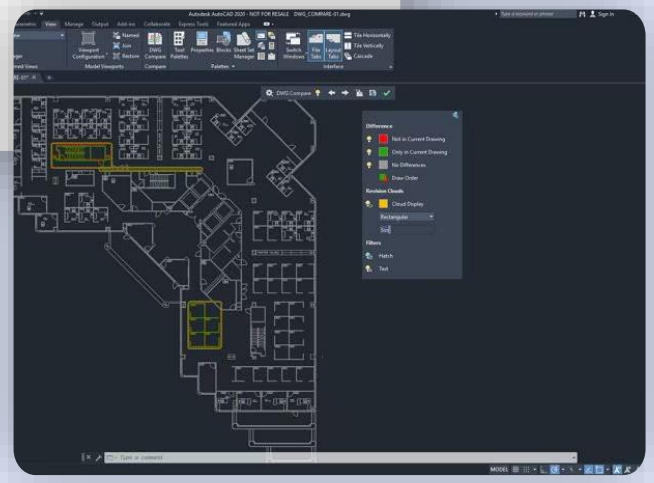 Autodesk AutoCAD 2020 - NOT FOR RESALE DWG_COMPARE-01.dwg
Type a keyword or phrase
Sign In
View Manage Output Add-ins Collaborate Express Tools Featured Apps
Named
Join
Restore
Viewport Configuration
DWG Compare
Tool Palettes
Properties
Blocks
Sheet Set Manager
Switch Windows
File Tabs
Layout Tabs
Tile Horizontally
Tile Vertically
Cascade
Model Viewports
Compare
Palettes
Interface
DWG Compare
Difference
Not in Current Drawing
Only in Current Drawing
No Differences
Draw Order
Revision Clouds
Cloud Display
Rectangular
Filters
Hatch
Text
Type a command
MODEL